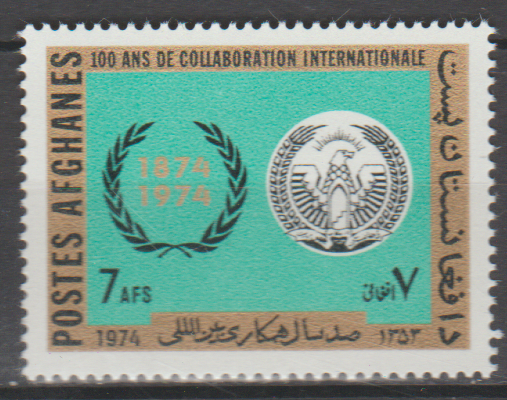 100 ANS DE COLLABORATION INTERNATIONALE
POSTES AFGHANES
د افغانستان پست
1874
1974
7 AFS
۷ افغانی
1974
صد سال همکاری بین المللی
۱۳۵۳